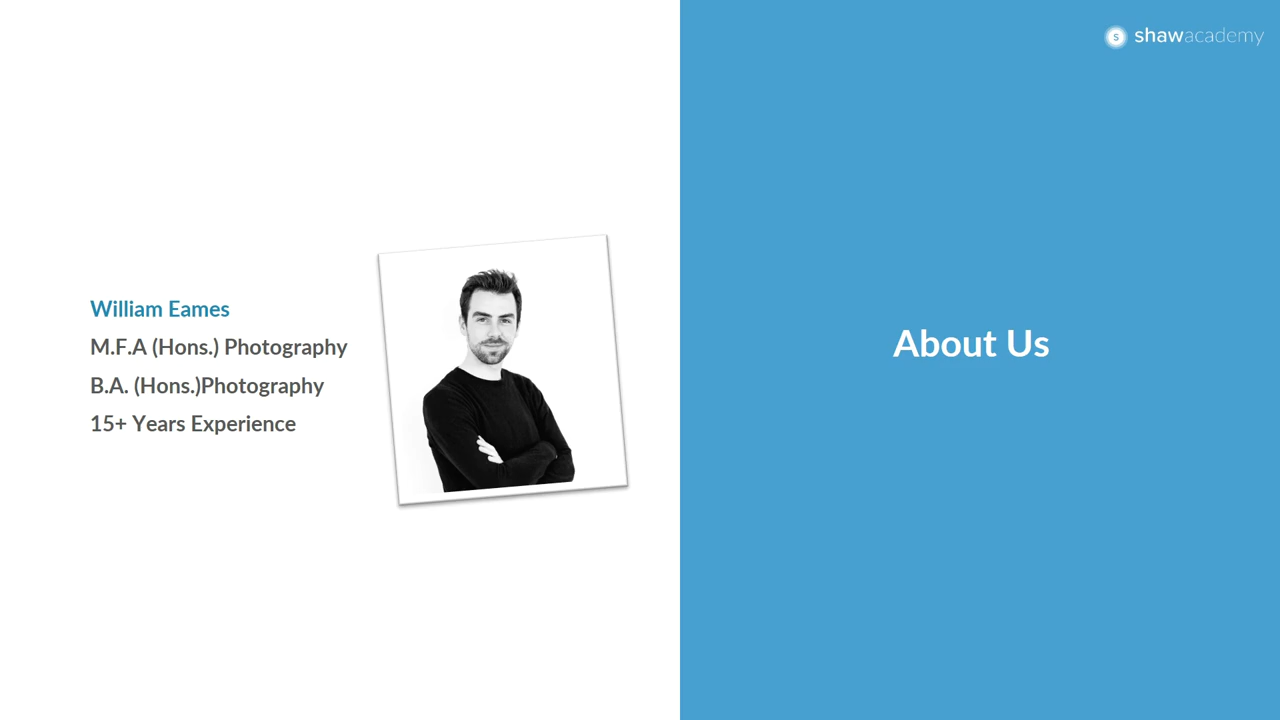 s shawacademy
William Eames
M.F.A (Hons.) Photography
B.A. (Hons.)Photography
15+ Years Experience
About Us